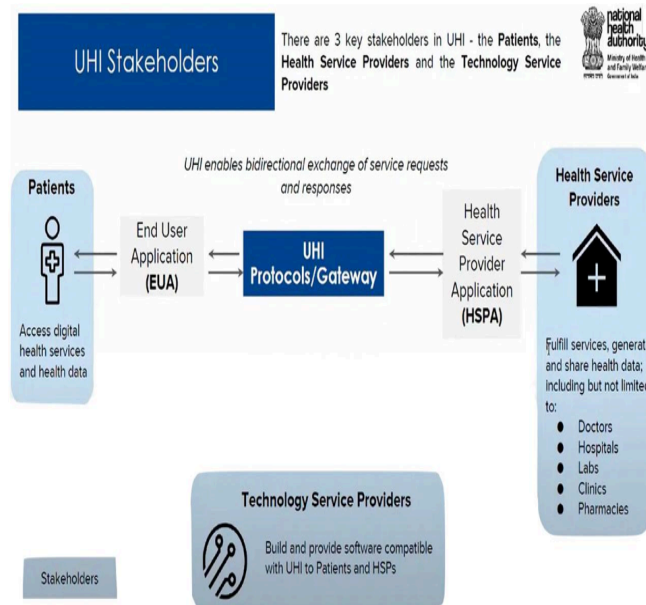 UHI Stakeholders
There are 3 key stakeholders in UHI - the Patients, the
Health Service Providers and the Technology Service
Providers
national
health
authority
Ministry of Health
and Family Welfare
Government of India
UHI enables bidirectional exchange of service requests
and responses
Patients
Access digital
health services
and health data
End User
Application
(EUA)
UHI
Protocols/Gateway
Health
Service
Provider
Application
(HSPA)
Health Service
Providers
Fulfill services, generat
and share health data;
including but not limited
to:
● Doctors
● Hospitals
● Labs
● Clinics
● Pharmacies
Technology Service Providers
Build and provide software compatible
with UHI to Patients and HSPs
Stakeholders